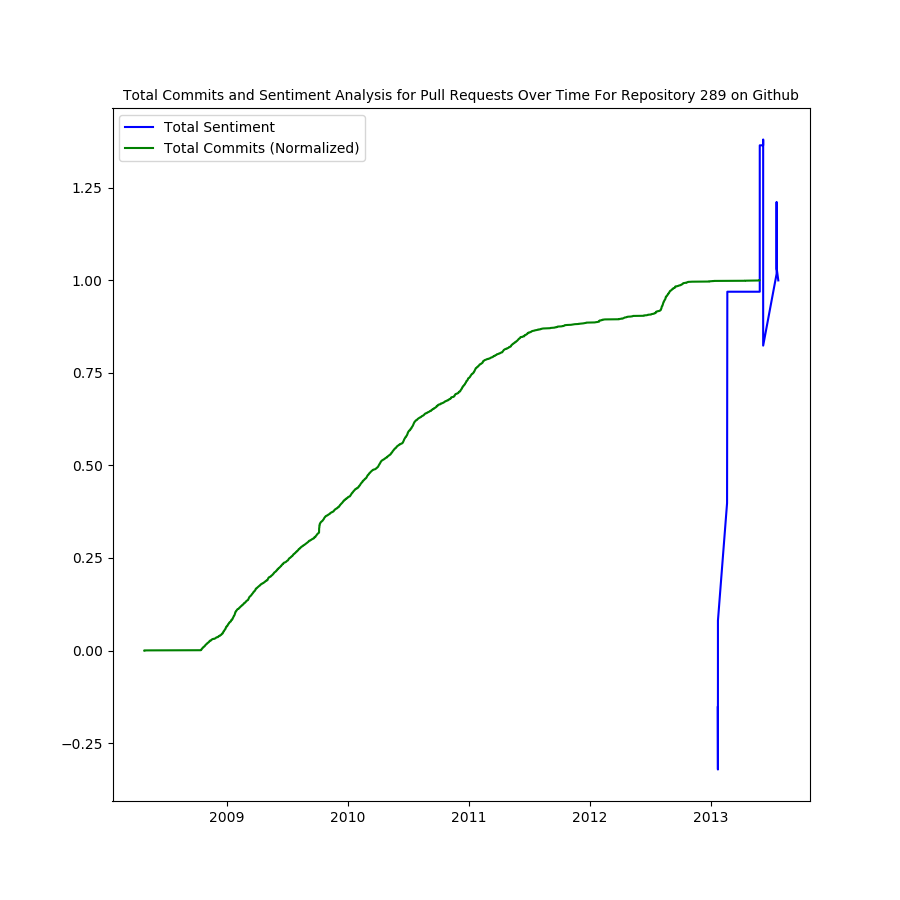 Total Commits and Sentiment Analysis for Pull Requests Over Time For Repository 289 on Github
Total Sentiment
Total Commits (Normalized)
1.25
1.00
0.75
0.50
0.25
0.00
−0.25
2009 2010 2011 2012 2013